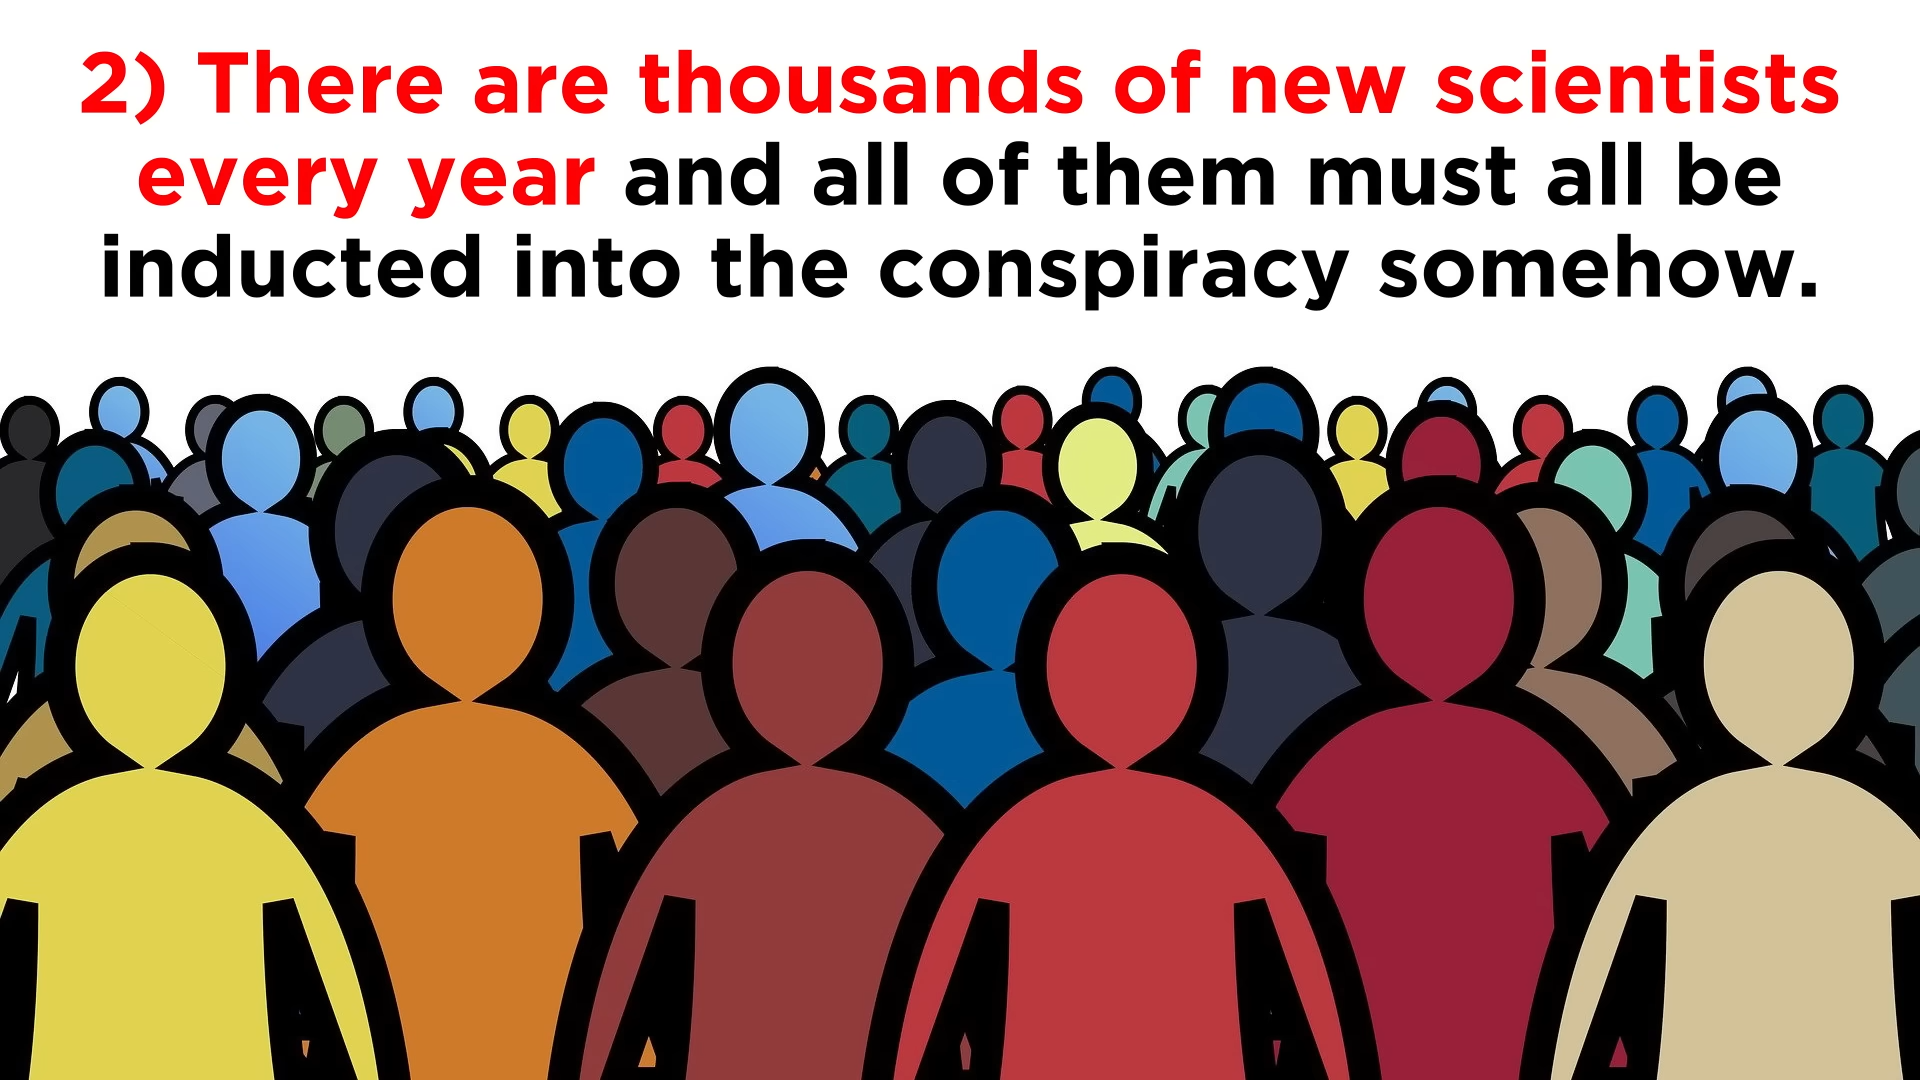 2) There are thousands of new scientists
every year and all of them must all be
inducted into the conspiracy somehow.